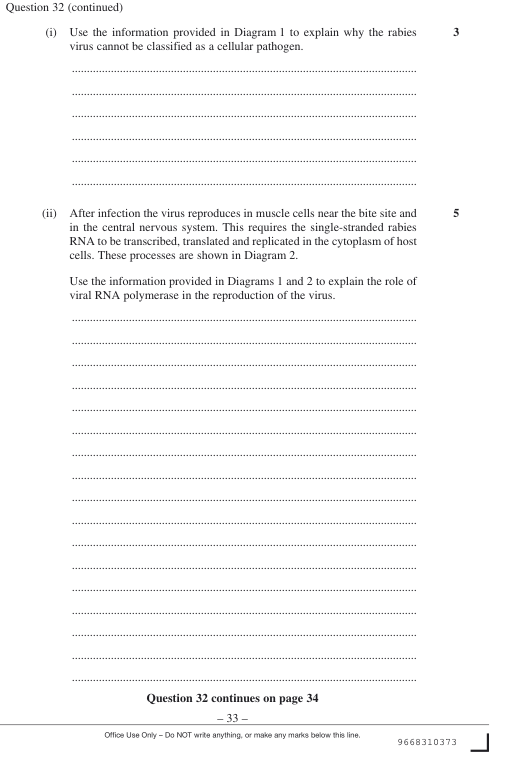 Question 32 (continued)
(i) Use the information provided in Diagram 1 to explain why the rabies 3
virus cannot be classified as a cellular pathogen.
(ii) After infection the virus reproduces in muscle cells near the bite site and 5
in the central nervous system. This requires the single-stranded rabies
RNA to be transcribed, translated and replicated in the cytoplasm of host
cells. These processes are shown in Diagram 2.
Use the information provided in Diagrams 1 and 2 to explain the role of
viral RNA polymerase in the reproduction of the virus.
Question 32 continues on page 34
– 33 –
Office Use Only – Do NOT write anything, or make any marks below this line.
9668310373